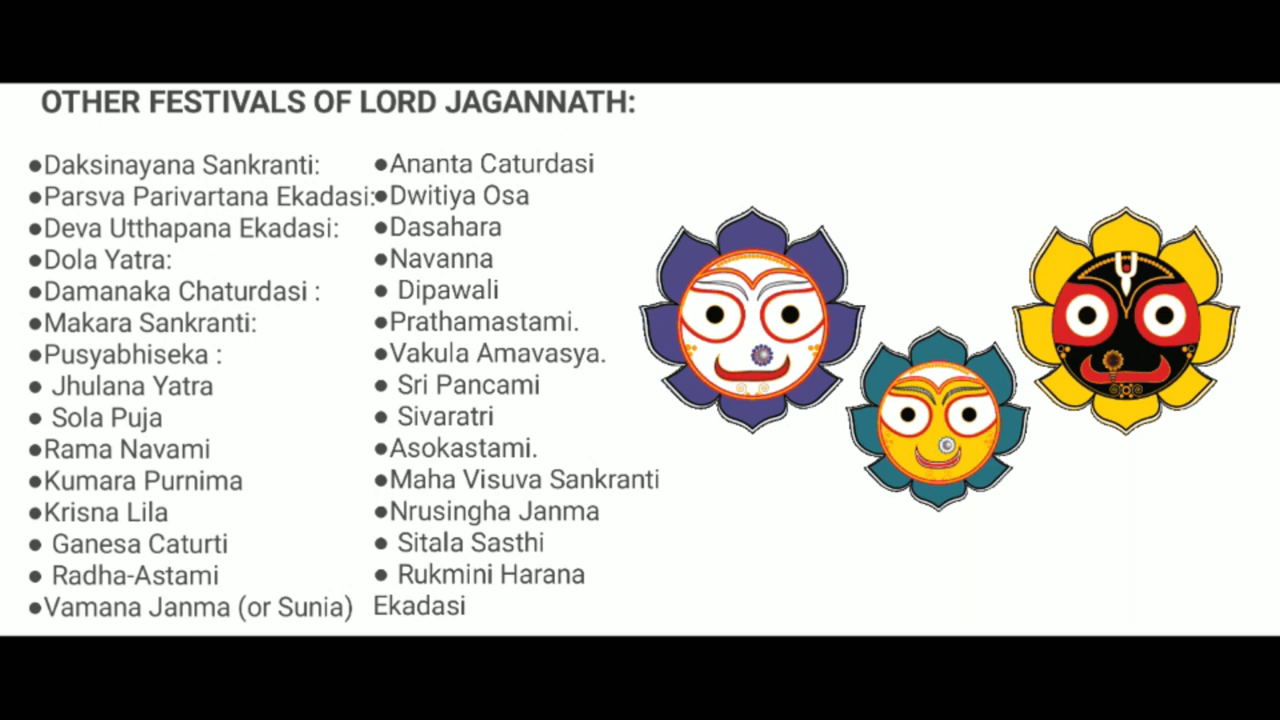 OTHER FESTIVALS OF LORD JAGANNATH:
●Daksinayana Sankranti:
●Parsva Parivartana Ekadasi:
●Deva Utthapana Ekadasi:
●Dola Yatra:
●Damanaka Chaturdasi :
●Makara Sankranti:
●Pusyabhiseka :
● Jhulana Yatra
● Sola Puja
●Rama Navami
●Kumara Purnima
●Krisna Lila
● Ganesa Caturti
● Radha-Astami
●Vamana Janma (or Sunia)
●Ananta Caturdasi
●Dwitiya Osa
●Dasahara
●Navanna
● Dipawali
●Prathamastami.
●Vakula Amavasya.
● Sri Pancami
● Sivaratri
●Asokastami.
●Maha Visuva Sankranti
●Nrusingha Janma
● Sitala Sasthi
● Rukmini Harana
Ekadasi